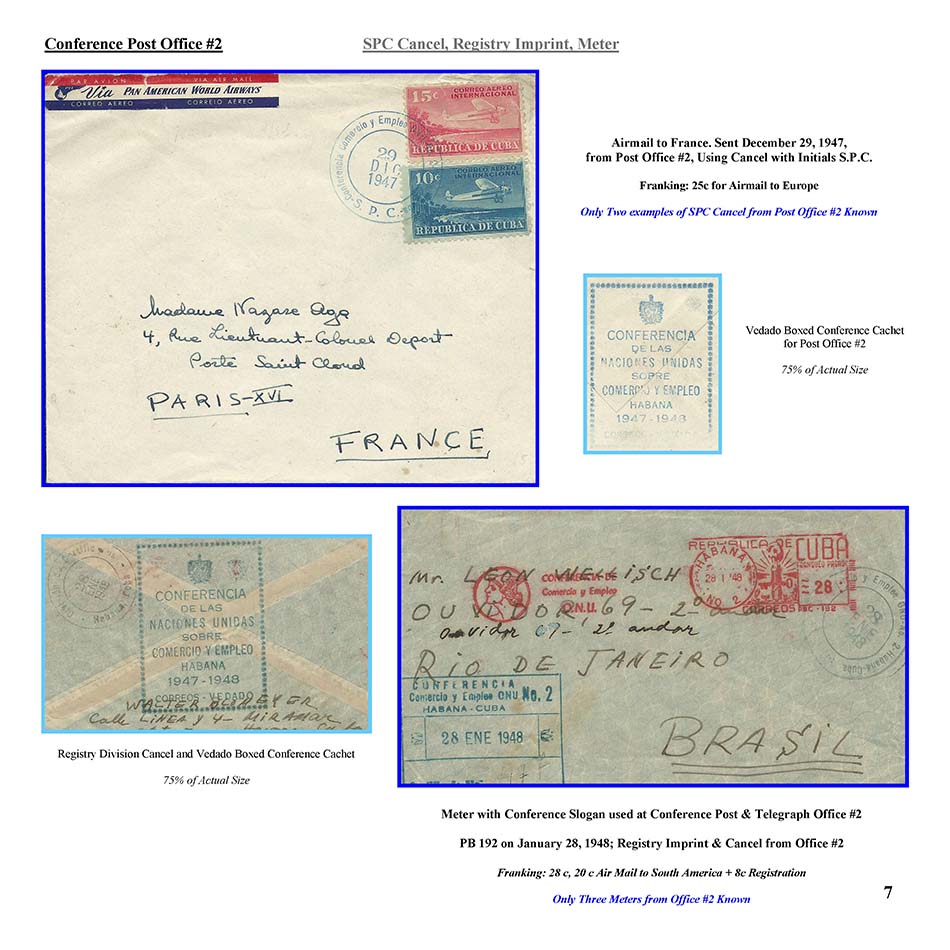 Conference Post Office #2
SPC Cancel, Registry Imprint, Meter
PAR AVION VIA AIR MAIL
Via PAN AMERICAN WORLD AIRWAYS
CORREO AEREO CORREIO AEREO
Conferencia Comercio y Empleo
29
DIC
1947
S. P. C.
15c CORREO AEREO
INTERNACIONAL
REPUBLICA DE CUBA
10c CORREO AEREO
INTERNACIONAL
REPUBLICA DE CUBA
Madame Nazare Aga
4, Rue Lieutenant-Colonel Deport
Porte Saint Cloud
PARIS-XVI
FRANCE
Airmail to France. Sent December 29, 1947,
from Post Office #2, Using Cancel with Initials S.P.C.
Franking: 25c for Airmail to Europe
Only Two examples of SPC Cancel from Post Office #2 Known
CONFERENCIA
DE LAS
NACIONES UNIDAS
SOBRE
COMERCIO Y EMPLEO
HABANA
1947-1948
Vedado Boxed Conference Cachet
for Post Office #2
75% of Actual Size
CONFERENCIA
DE LAS
NACIONES UNIDAS
SOBRE
COMERCIO Y EMPLEO
HABANA
1947-1948
CORREOS-VEDADO
WALTER
Calle LINEA y 4 - MIRAMAR
Registry Division Cancel and Vedado Boxed Conference Cachet
75% of Actual Size
REPUBLICA DE CUBA
FRANQUEO PAGADO
HABANA
28 I 48
NO. 2
28
CORREOS
CONFERENCIA DE
Comercio y Empleo
O.N.U.
Mr. LEON WELLISCH
OUVIDOR 69 - 2º andar
Ouvidor 69 - 2º andar
RIO DE JANEIRO
BRASIL
CONFERENCIA
Comercio y Empleo ONU No. 2
HABANA - CUBA
28 ENE 1948
y Empleo ONU
Habana-Cuba
Meter with Conference Slogan used at Conference Post & Telegraph Office #2
PB 192 on January 28, 1948; Registry Imprint & Cancel from Office #2
Franking: 28 c, 20 c Air Mail to South America + 8c Registration
Only Three Meters from Office #2 Known
7